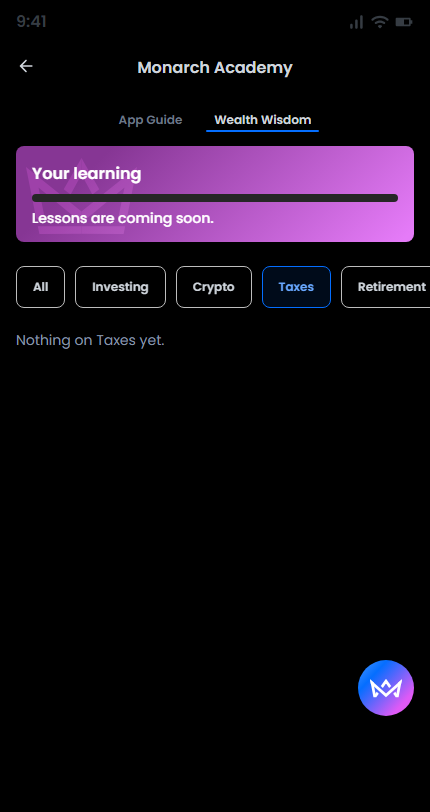 9:41
Monarch Academy
App Guide
Wealth Wisdom
Your learning
Lessons are coming soon.
All
Investing
Crypto
Taxes
Retirement
Nothing on Taxes yet.